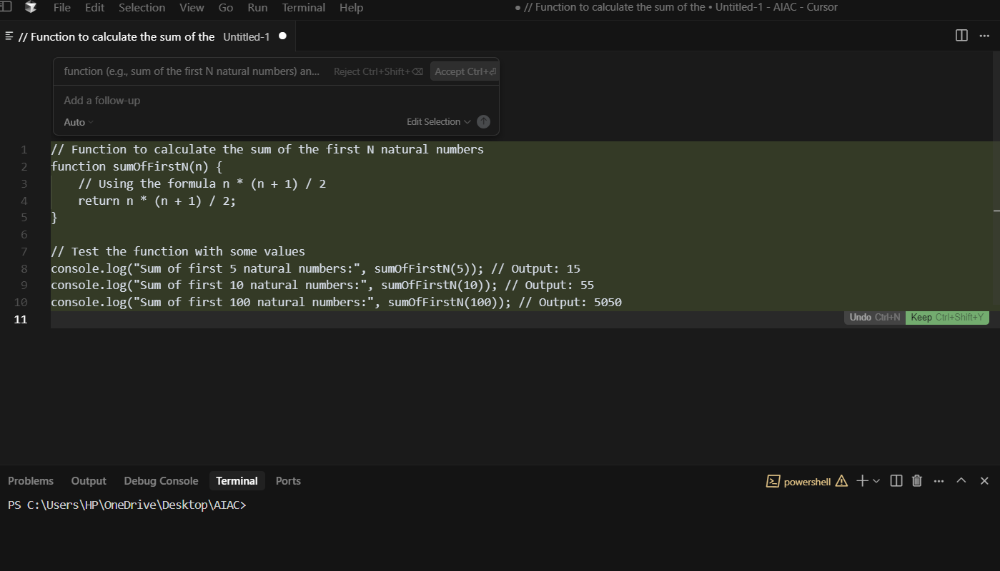 File Edit Selection View Go Run Terminal Help
● // Function to calculate the sum of the • Untitled-1 - AIAC - Cursor
// Function to calculate the sum of the Untitled-1 ●
function (e.g., sum of the first N natural numbers) an... Reject Ctrl+Shift+⌫ Accept Ctrl+⏎
Add a follow-up
Auto Edit Selection
1 // Function to calculate the sum of the first N natural numbers
2 function sumOfFirstN(n) {
3     // Using the formula n * (n + 1) / 2
4     return n * (n + 1) / 2;
5 }
6
7 // Test the function with some values
8 console.log("Sum of first 5 natural numbers:", sumOfFirstN(5)); // Output: 15
9 console.log("Sum of first 10 natural numbers:", sumOfFirstN(10)); // Output: 55
10 console.log("Sum of first 100 natural numbers:", sumOfFirstN(100)); // Output: 5050
11
Undo Ctrl+N Keep Ctrl+Shift+Y
Problems Output Debug Console Terminal Ports powershell
PS C:\Users\HP\OneDrive\Desktop\AIAC>